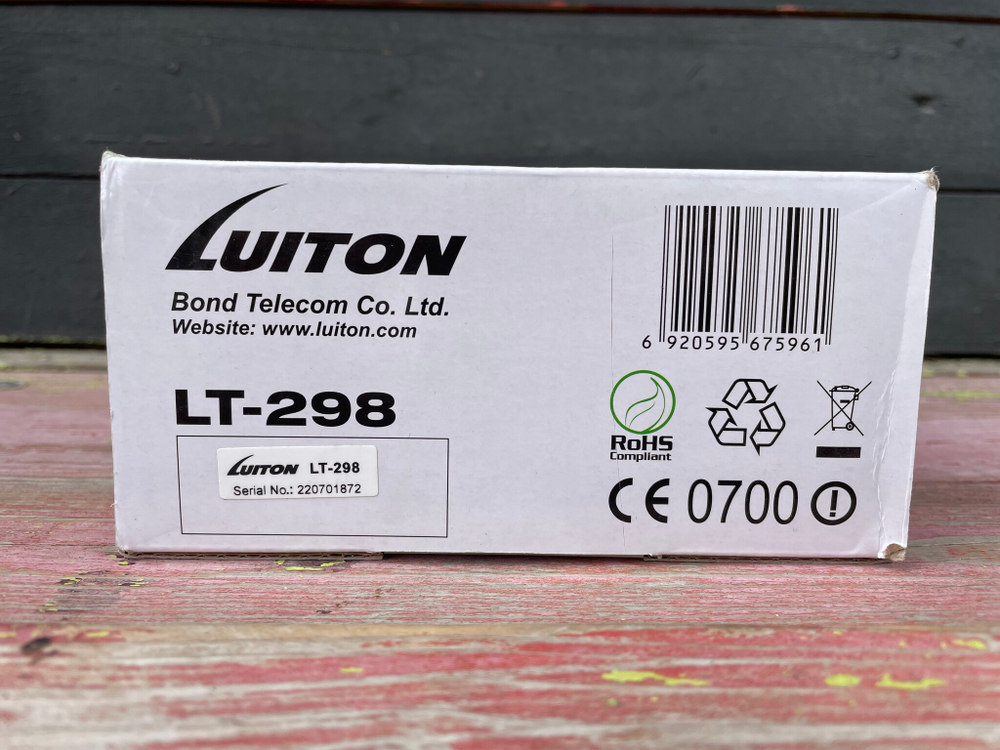 LUITON
Bond Telecom Co. Ltd.
Website: www.luiton.com
LT-298
LUITON LT-298
Serial No.: 220701872
6 920595 675961
RoHS
Compliant
CE 0700